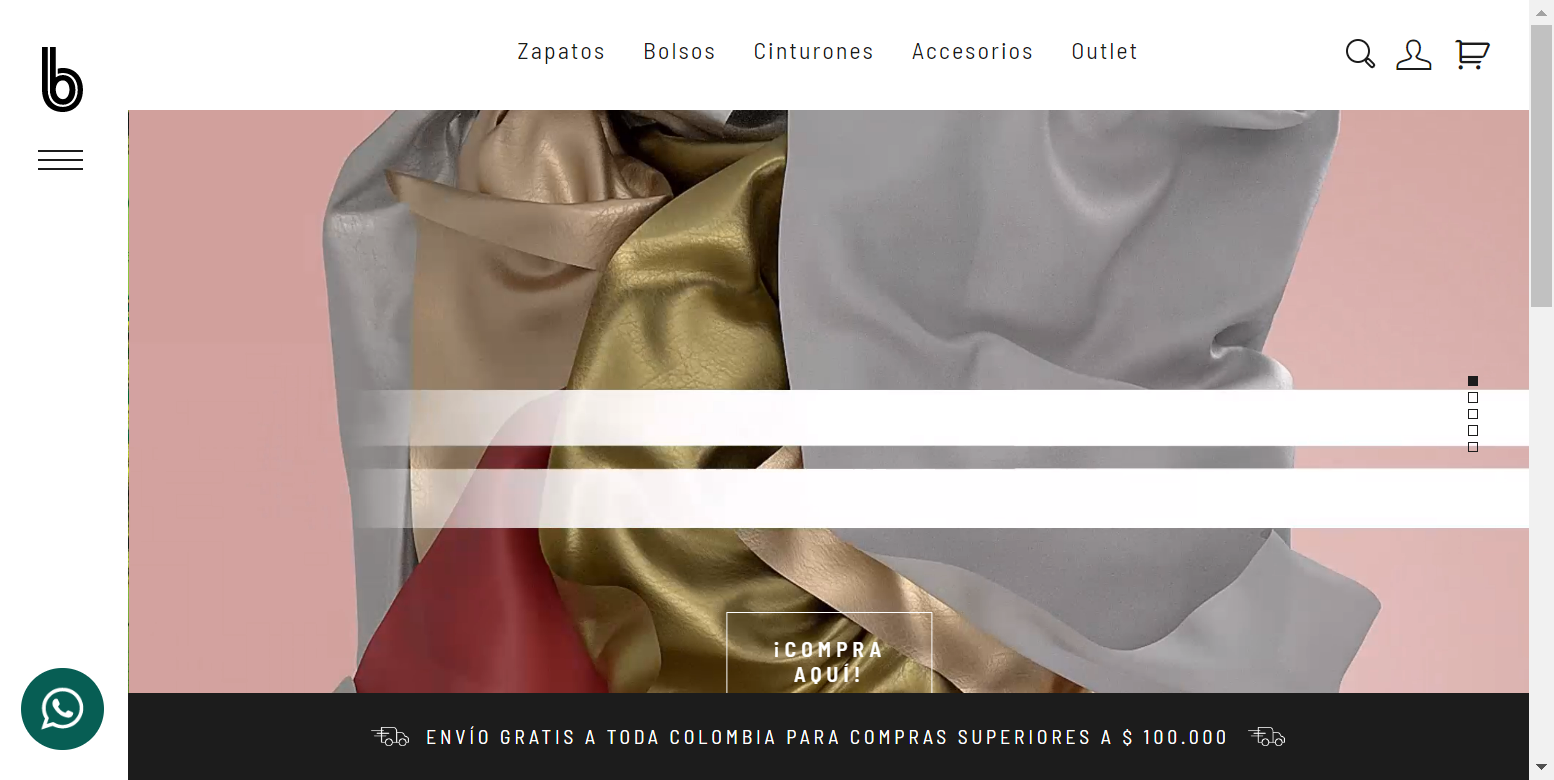 b
Zapatos Bolsos Cinturones Accesorios Outlet
¡COMPRA
AQUÍ!
ENVÍO GRATIS A TODA COLOMBIA PARA COMPRAS SUPERIORES A $ 100.000